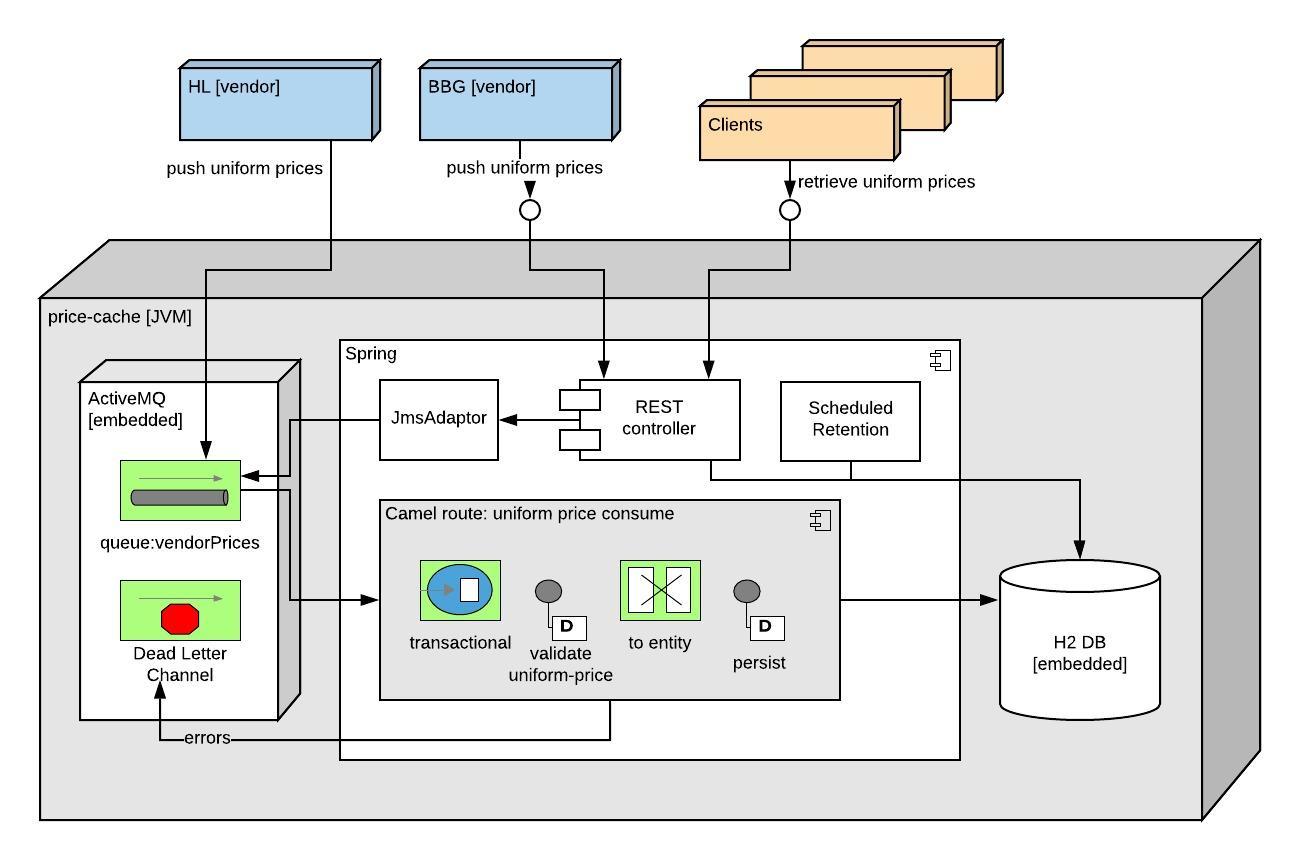 HL [vendor]
BBG [vendor]
Clients
push uniform prices
push uniform prices
retrieve uniform prices
price-cache [JVM]
Spring
ActiveMQ
[embedded]
JmsAdaptor
REST
controller
Scheduled
Retention
queue:vendorPrices
Camel route: uniform price consume
transactional
D
validate
uniform-price
to entity
D
persist
Dead Letter
Channel
errors
H2 DB
[embedded]